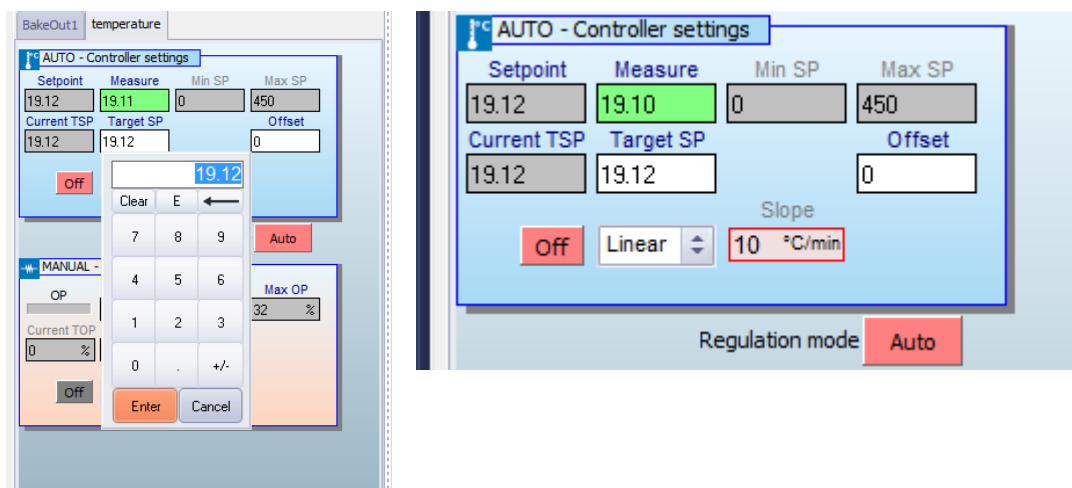 BakeOut1 temperature
°C AUTO - Controller settings
Setpoint Measure Min SP Max SP
19.12 19.11 0 450
Current TSP Target SP Offset
19.12 19.12 0
19.12
Off
Clear E ←
7 8 9
Auto
MANUAL -
4 5 6
OP Max OP
32 %
Current TOP
1 2 3
0 %
0 . +/-
Off
Enter Cancel
°C AUTO - Controller settings
Setpoint Measure Min SP Max SP
19.12 19.10 0 450
Current TSP Target SP Offset
19.12 19.12 0
Slope
Off Linear 10 °C/min
Regulation mode Auto